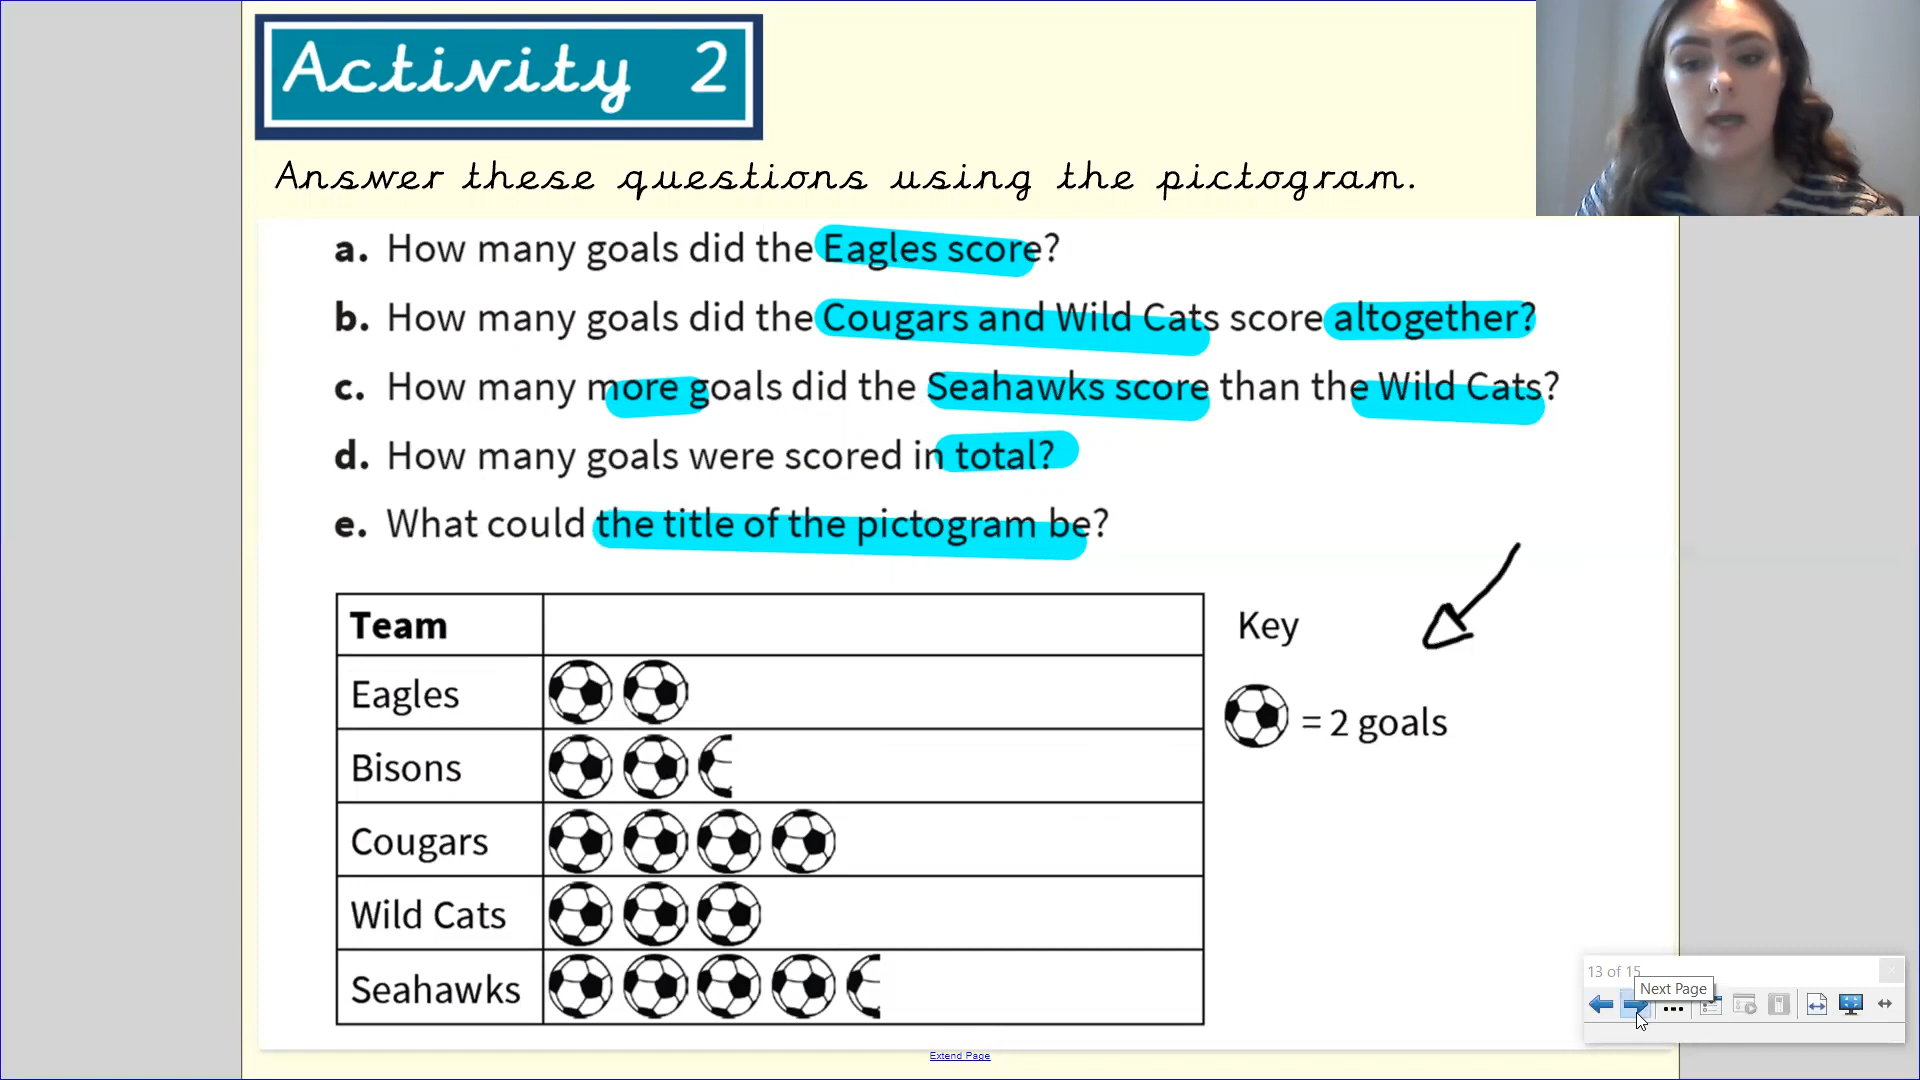 Activity 2
Answer these questions using the pictogram.
a. How many goals did the Eagles score?
b. How many goals did the Cougars and Wild Cats score altogether?
c. How many more goals did the Seahawks score than the Wild Cats?
d. How many goals were scored in total?
e. What could the title of the pictogram be?
Team
Key
Eagles
= 2 goals
Bisons
Cougars
Wild Cats
Seahawks
13 of 15
Next Page
Extend Page